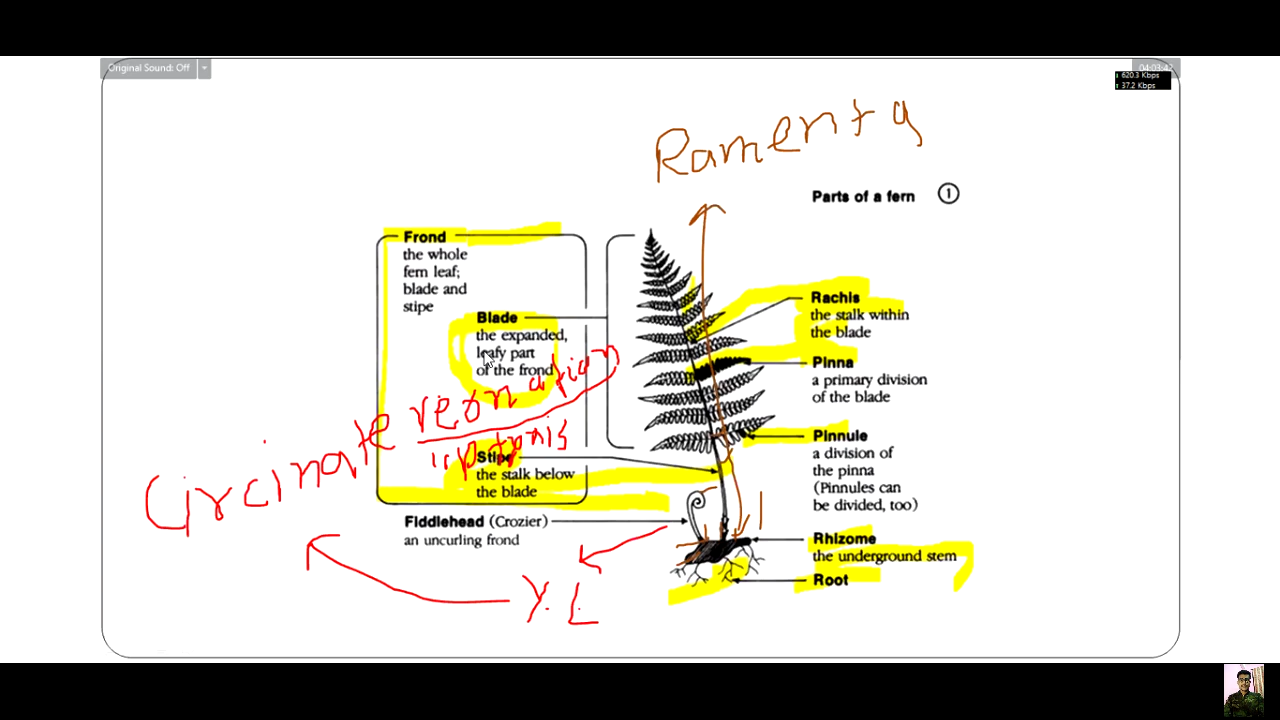 Original Sound: Off
04:03:42
620.3 Kbps
37.2 Kbps
Ramenta
Parts of a fern 1
Frond
the whole
fern leaf;
blade and
stipe
Blade
the expanded,
leafy part
of the frond
Rachis
the stalk within
the blade
Pinna
a primary division
of the blade
Circinate
Stipe
the stalk below
the blade
Pinnule
a division of
the pinna
(Pinnules can
be divided, too)
Fiddlehead (Crozier)
an uncurling frond
Rhizome
the underground stem
Root
Y.L